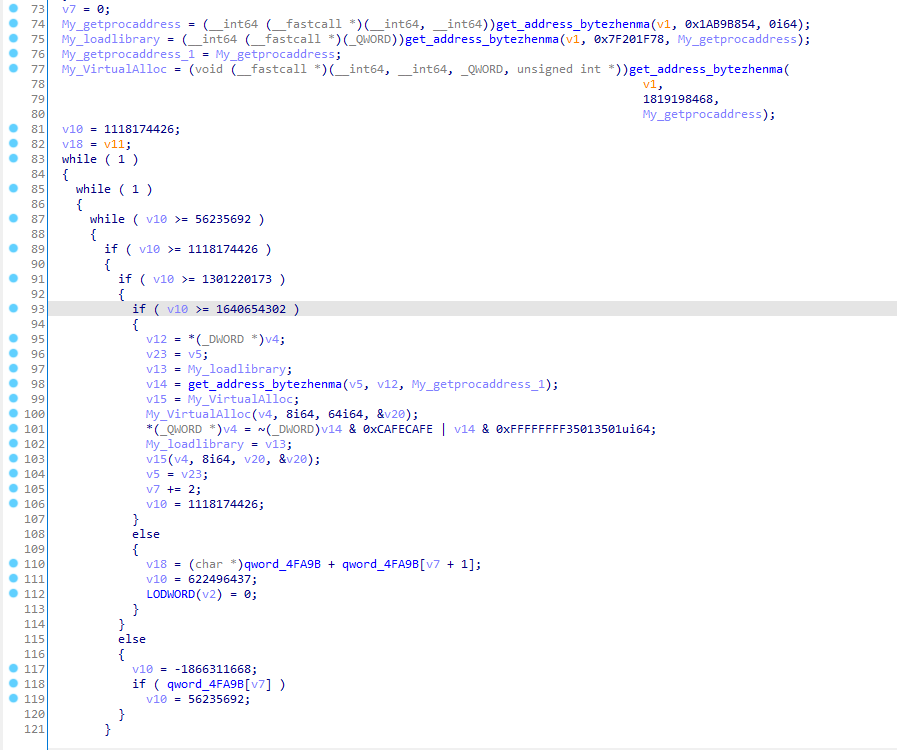 73 v7 = 0;
74 My_getprocaddress = (__int64 (__fastcall *)(__int64, __int64))get_address_bytezhenma(v1, 0x1AB9B854, 0i64);
75 My_loadlibrary = (__int64 (__fastcall *)(_QWORD))get_address_bytezhenma(v1, 0x7F201F78, My_getprocaddress);
76 My_getprocaddress_1 = My_getprocaddress;
77 My_VirtualAlloc = (void (__fastcall *)(__int64, __int64, _QWORD, unsigned int *))get_address_bytezhenma(
78 v1,
79 1819198468,
80 My_getprocaddress);
81 v10 = 1118174426;
82 v18 = v11;
83 while ( 1 )
84 {
85 while ( 1 )
86 {
87 while ( v10 >= 56235692 )
88 {
89 if ( v10 >= 1118174426 )
90 {
91 if ( v10 >= 1301220173 )
92 {
93 if ( v10 >= 1640654302 )
94 {
95 v12 = *(_DWORD *)v4;
96 v23 = v5;
97 v13 = My_loadlibrary;
98 v14 = get_address_bytezhenma(v5, v12, My_getprocaddress_1);
99 v15 = My_VirtualAlloc;
100 My_VirtualAlloc(v4, 8i64, 64i64, &v20);
101 *(_QWORD *)v4 = ~(_DWORD)v14 & 0xCAFECAFE | v14 & 0xFFFFFFFF35013501ui64;
102 My_loadlibrary = v13;
103 v15(v4, 8i64, v20, &v20);
104 v5 = v23;
105 v7 += 2;
106 v10 = 1118174426;
107 }
108 else
109 {
110 v18 = (char *)qword_4FA9B + qword_4FA9B[v7 + 1];
111 v10 = 622496437;
112 LODWORD(v2) = 0;
113 }
114 }
115 else
116 {
117 v10 = -1866311668;
118 if ( qword_4FA9B[v7] )
119 v10 = 56235692;
120 }
121 }